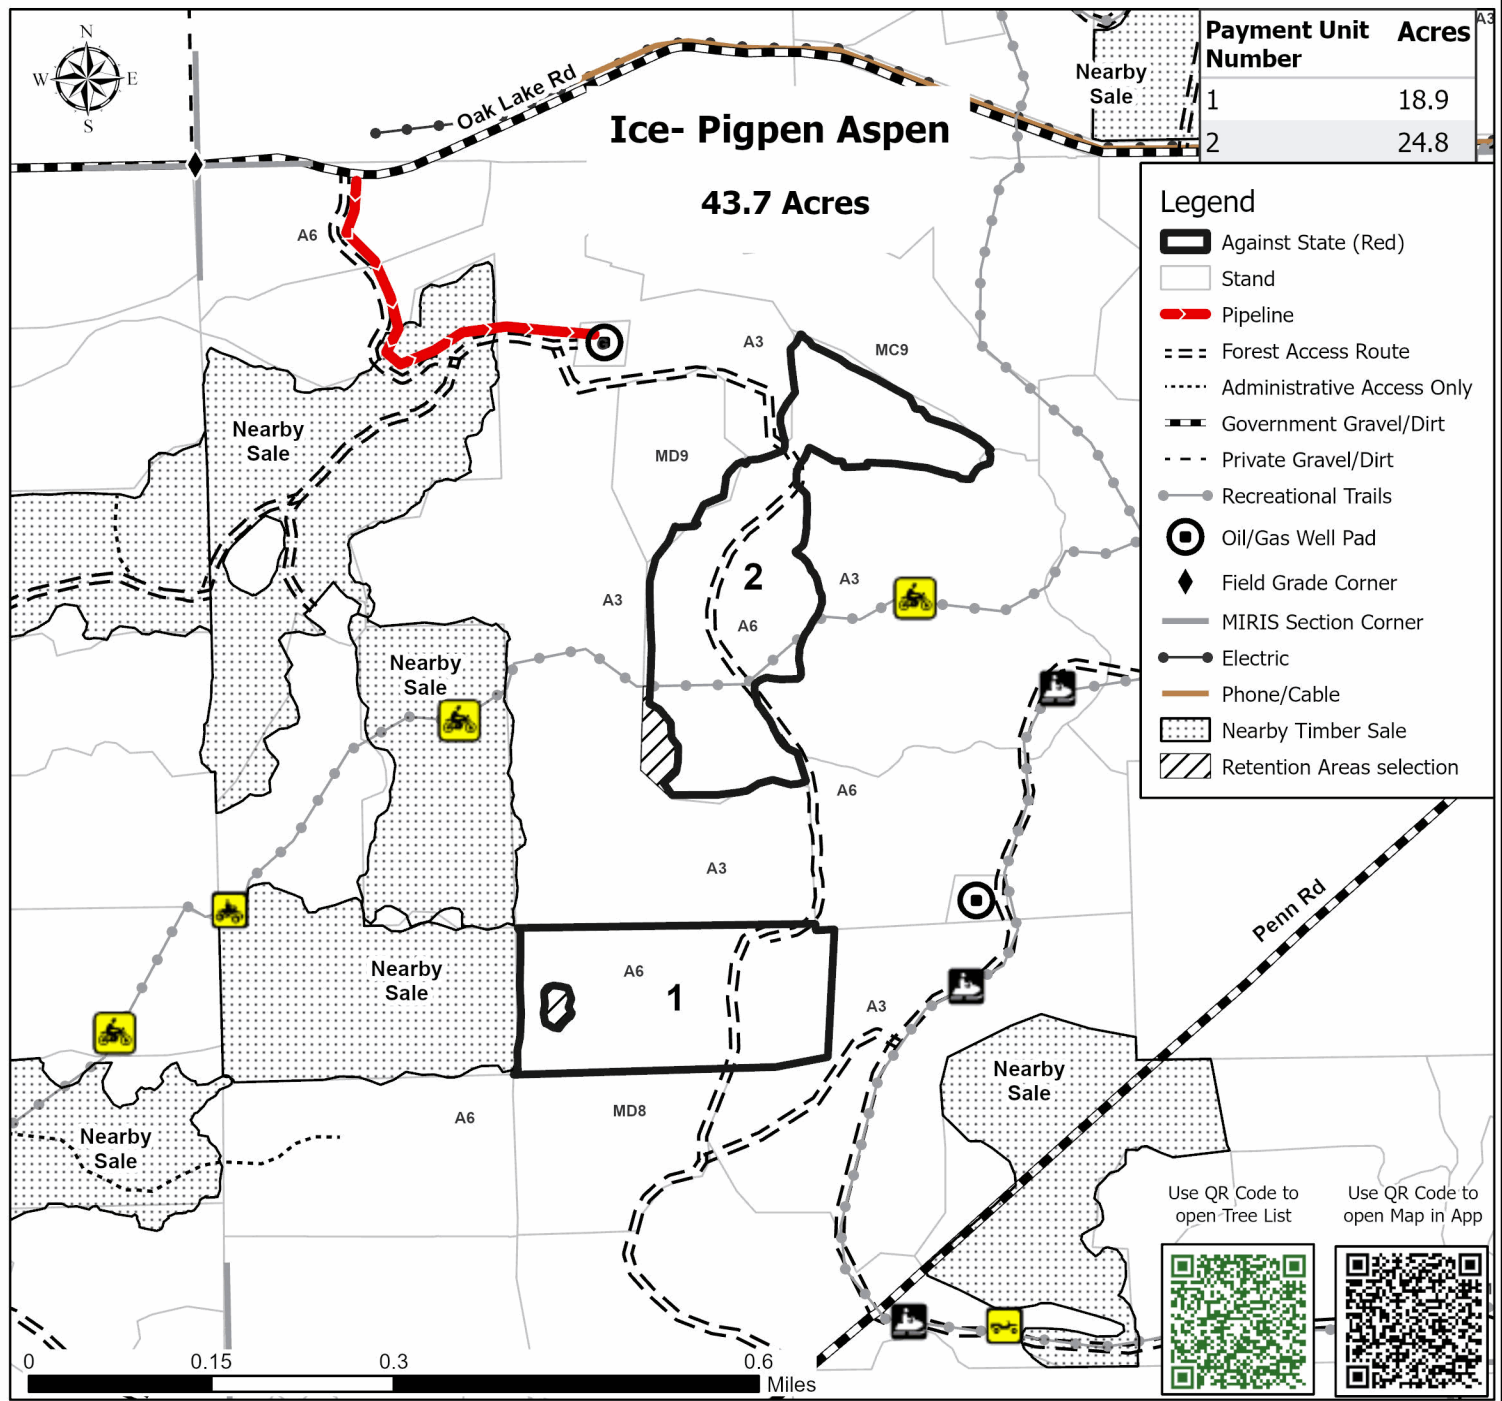 N
W
E
S
Oak Lake Rd
Ice- Pigpen Aspen
43.7 Acres
Nearby
Sale
Payment Unit
Number
Acres
1
18.9
2
24.8
A3
Legend
Against State (Red)
Stand
Pipeline
Forest Access Route
Administrative Access Only
Government Gravel/Dirt
Private Gravel/Dirt
Recreational Trails
Oil/Gas Well Pad
Field Grade Corner
MIRIS Section Corner
Electric
Phone/Cable
Nearby Timber Sale
Retention Areas selection
A6
A3
MC9
Nearby
Sale
MD9
2
A3
A3
A6
Nearby
Sale
A6
A3
Penn Rd
Nearby
Sale
A6
1
A3
Nearby
Sale
A6
MD8
Nearby
Sale
Use QR Code to
open Tree List
Use QR Code to
open Map in App
0
0.15
0.3
0.6
Miles